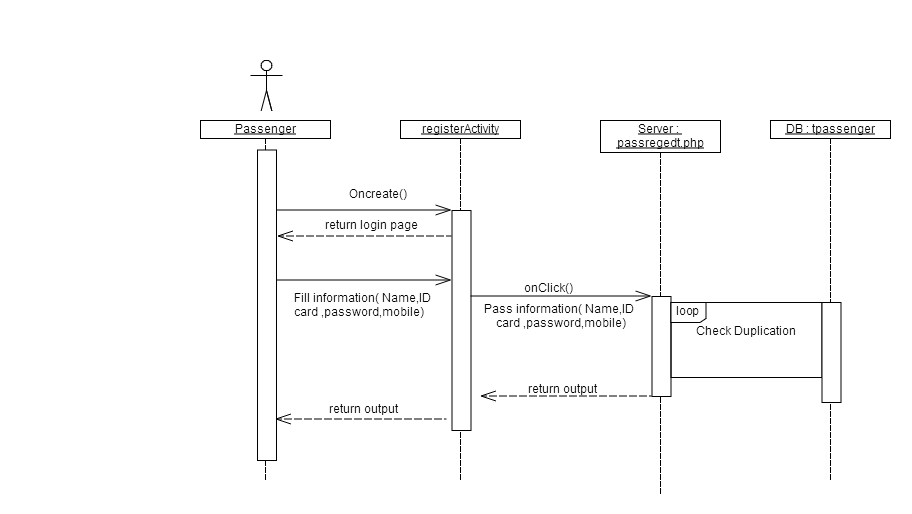 Passenger
registerActivity
Server :
passregedt.php
DB : tpassenger
Oncreate()
return login page
Fill information( Name,ID
card ,password,mobile)
onClick()
Pass information( Name,ID
card ,password,mobile)
loop
Check Duplication
return output
return output